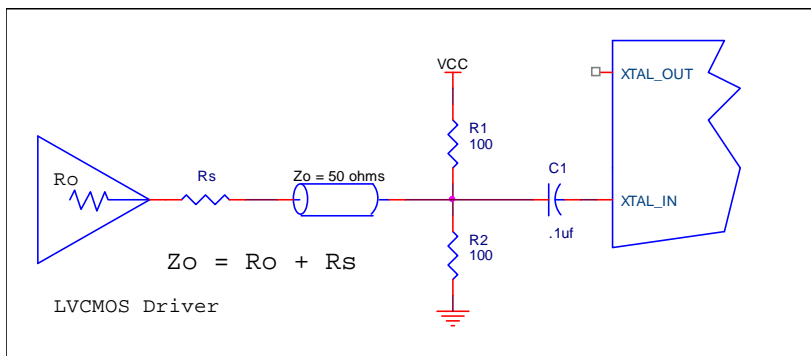 VCC
XTAL_OUT
R1
100
C1
Ro
Rs
Zo = 50 ohms
XTAL_IN
.1uf
R2
100
Zo = Ro + Rs
LVCMOS Driver